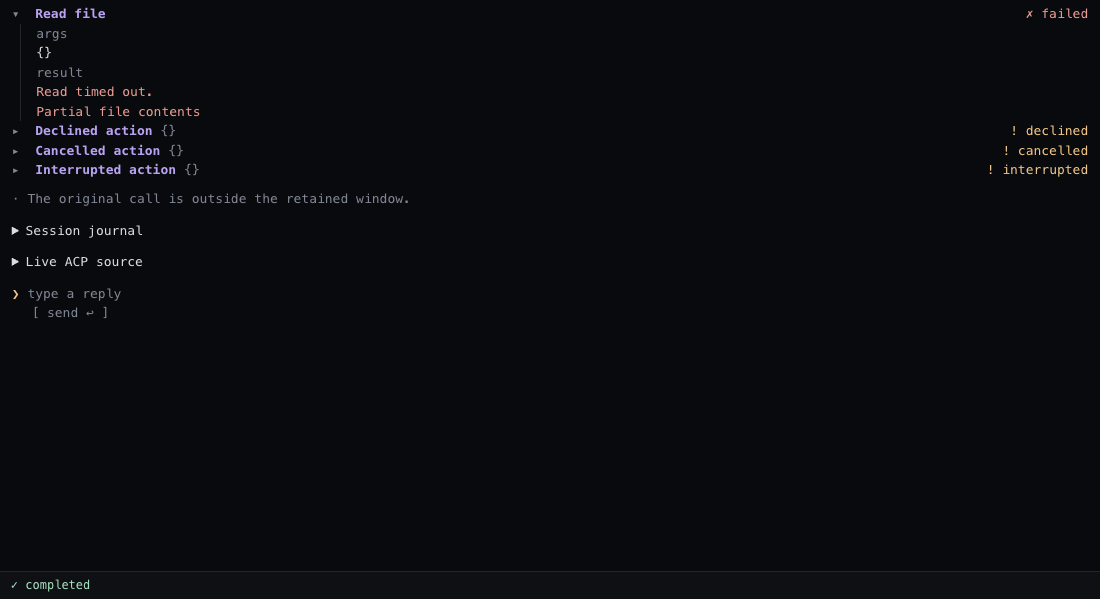 ▾ Read file ✗ failed
args
{}
result
Read timed out.
Partial file contents
▸ Declined action {} ! declined
▸ Cancelled action {} ! cancelled
▸ Interrupted action {} ! interrupted
· The original call is outside the retained window.
▶ Session journal
▶ Live ACP source
❯ type a reply
[ send ↩ ]
✓ completed